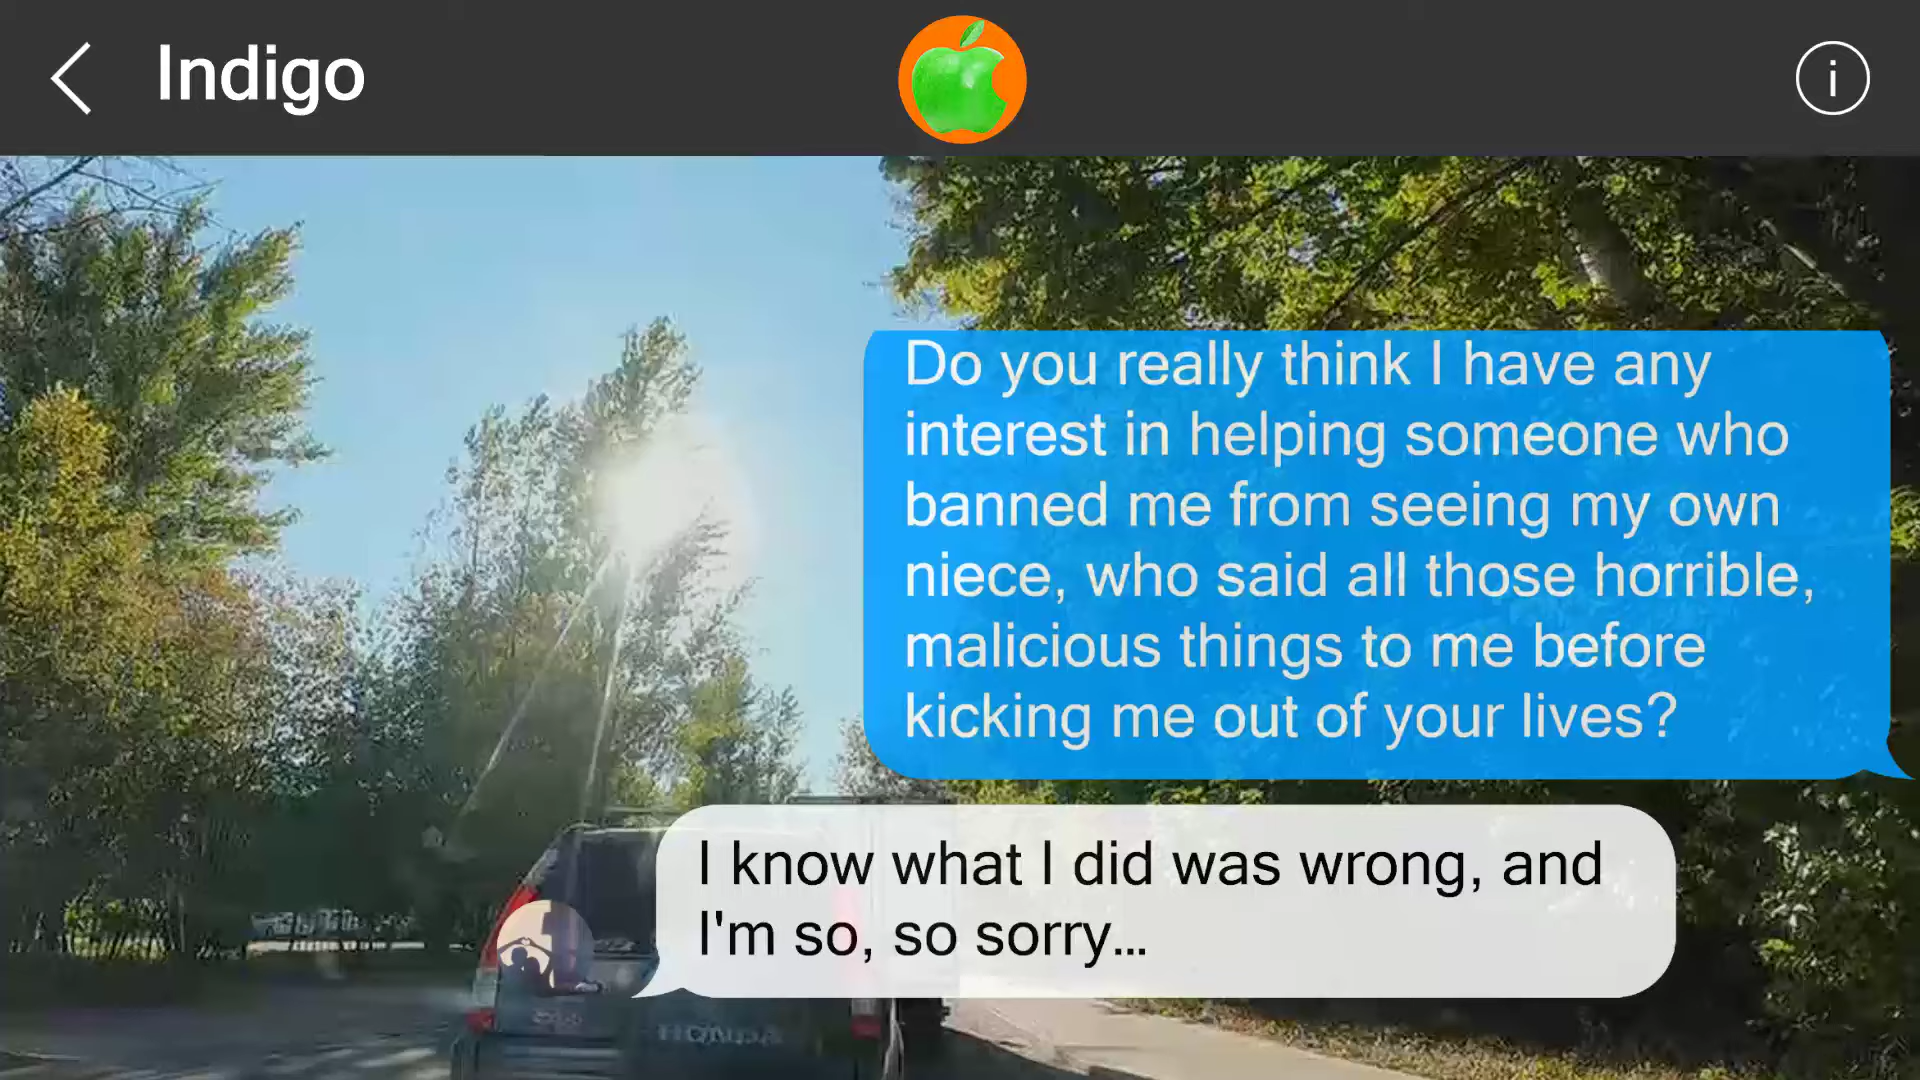 Indigo
i
Do you really think I have any
interest in helping someone who
banned me from seeing my own
niece, who said all those horrible,
malicious things to me before
kicking me out of your lives?
I know what I did was wrong, and
I'm so, so sorry...
HONDA